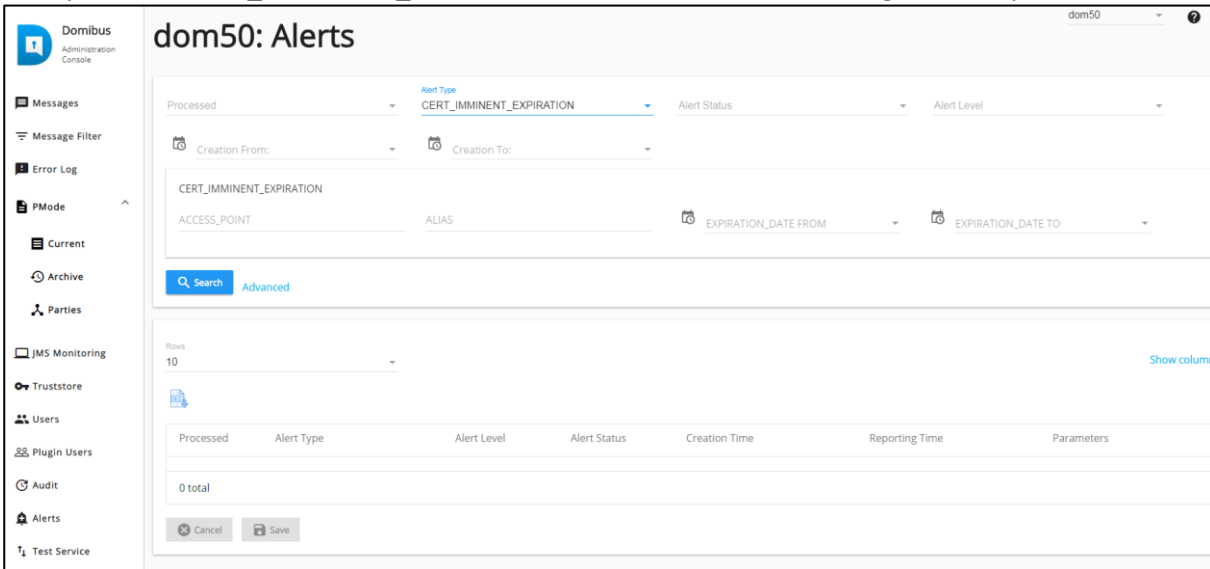 Domibus
Administration
Console
dom50: Alerts
dom50
Messages
Message Filter
Error Log
PMode
Current
Archive
Parties
JMS Monitoring
Truststore
Users
Plugin Users
Audit
Alerts
Test Service
Processed
Alert Type
CERT_IMMINENT_EXPIRATION
Alert Status
Alert Level
Creation From:
Creation To:
CERT_IMMINENT_EXPIRATION
ACCESS_POINT
ALIAS
EXPIRATION_DATE FROM
EXPIRATION_DATE TO
Search
Advanced
Rows
10
Show colum
Processed Alert Type Alert Level Alert Status Creation Time Reporting Time Parameters
0 total
Cancel
Save